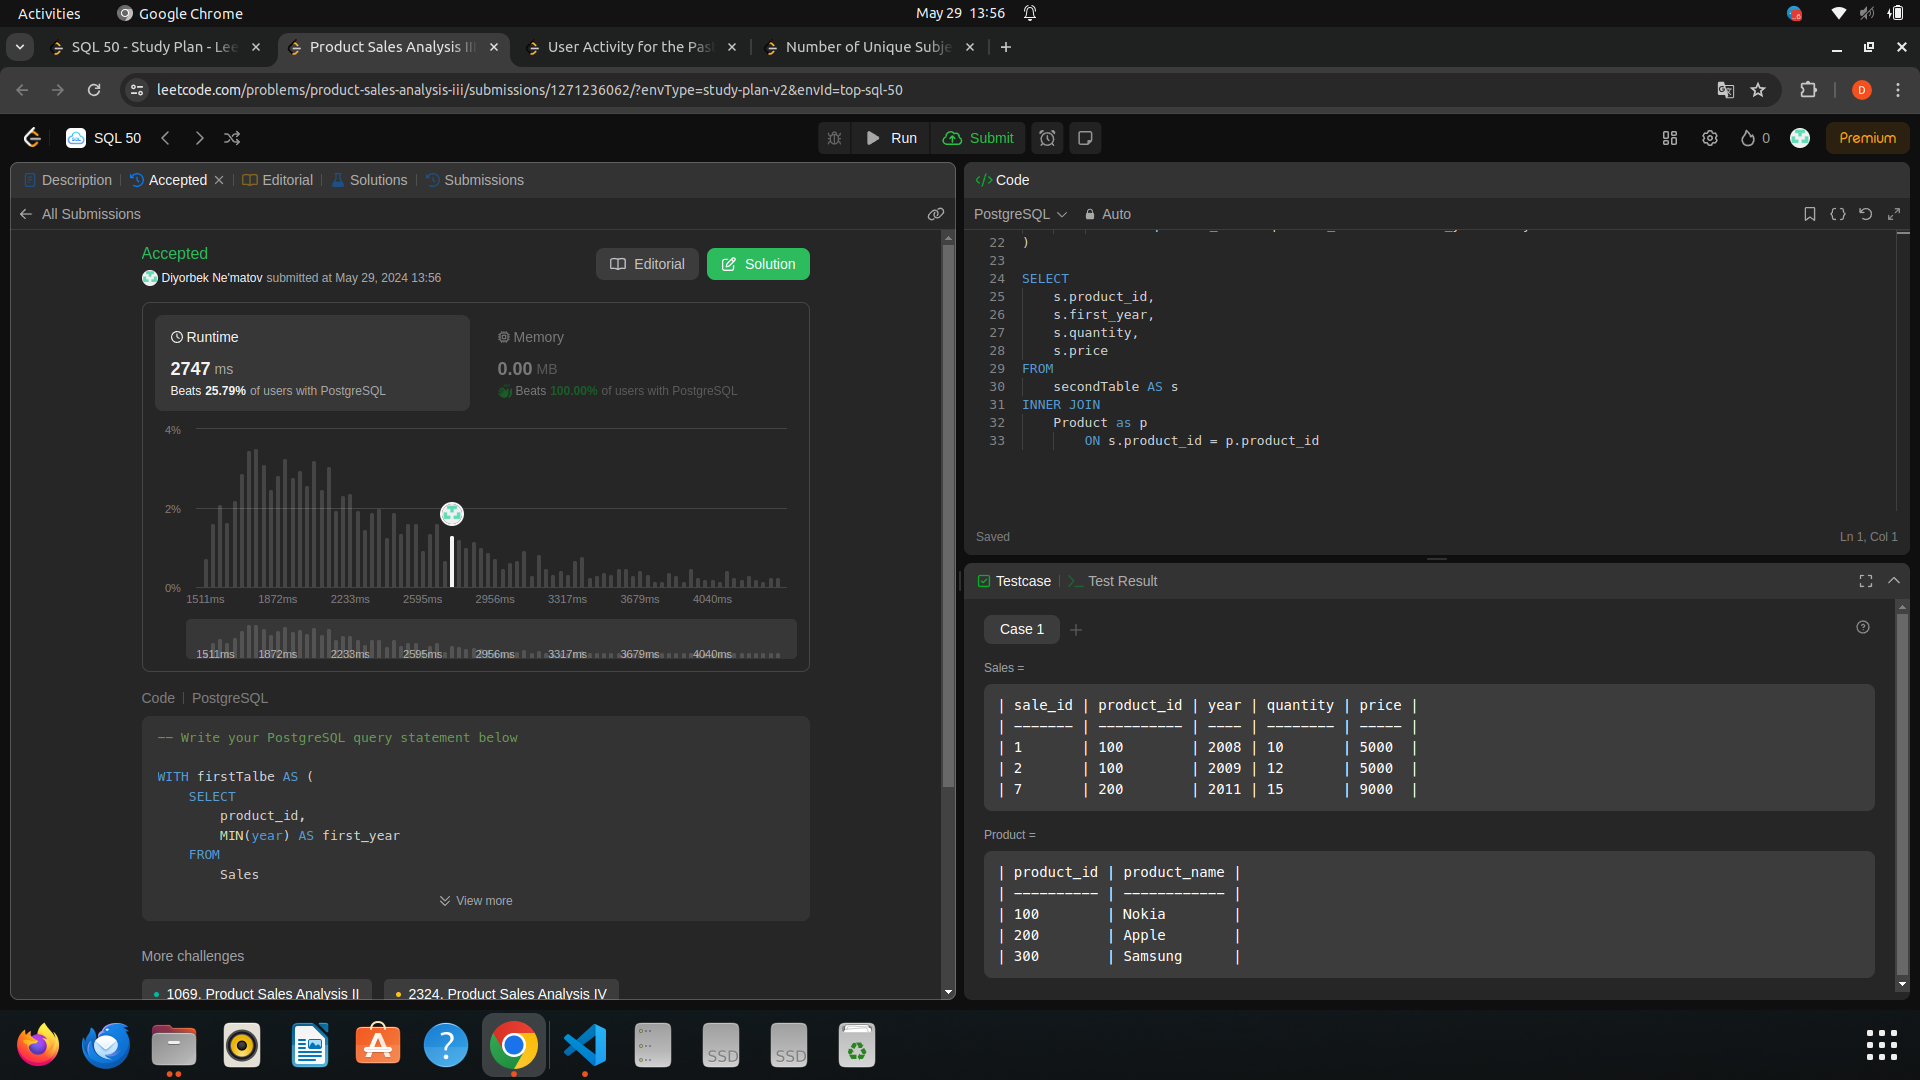 Activities
Google Chrome
May 29 13:56
SQL 50 - Study Plan - Lee
Product Sales Analysis III
User Activity for the Pas
Number of Unique Subje
leetcode.com/problems/product-sales-analysis-iii/submissions/1271236062/?envType=study-plan-v2&envId=top-sql-50
D
SQL 50
Run
Submit
0
Premium
Description
Accepted
Editorial
Solutions
Submissions
All Submissions
Accepted
Diyorbek Ne'matov submitted at May 29, 2024 13:56
Editorial
Solution
Runtime
2747 ms
Beats 25.79% of users with PostgreSQL
Memory
0.00 MB
Beats 100.00% of users with PostgreSQL
4%
2%
0%
1511ms 1872ms 2233ms 2595ms 2956ms 3317ms 3679ms 4040ms
1511ms 1872ms 2233ms 2595ms 2956ms 3317ms 3679ms 4040ms
Code | PostgreSQL
-- Write your PostgreSQL query statement below
WITH firstTalbe AS (
SELECT
product_id,
MIN(year) AS first_year
FROM
Sales
View more
More challenges
1069. Product Sales Analysis II
2324. Product Sales Analysis IV
</> Code
PostgreSQL
Auto
22 )
23
24 SELECT
25 s.product_id,
26 s.first_year,
27 s.quantity,
28 s.price
29 FROM
30 secondTable AS s
31 INNER JOIN
32 Product as p
33 ON s.product_id = p.product_id
Saved
Ln 1, Col 1
Testcase
Test Result
Case 1
Sales =
| sale_id | product_id | year | quantity | price |
| ------- | ---------- | ---- | -------- | ----- |
| 1 | 100 | 2008 | 10 | 5000 |
| 2 | 100 | 2009 | 12 | 5000 |
| 7 | 200 | 2011 | 15 | 9000 |
Product =
| product_id | product_name |
| ---------- | ------------ |
| 100 | Nokia |
| 200 | Apple |
| 300 | Samsung |
SSD
SSD